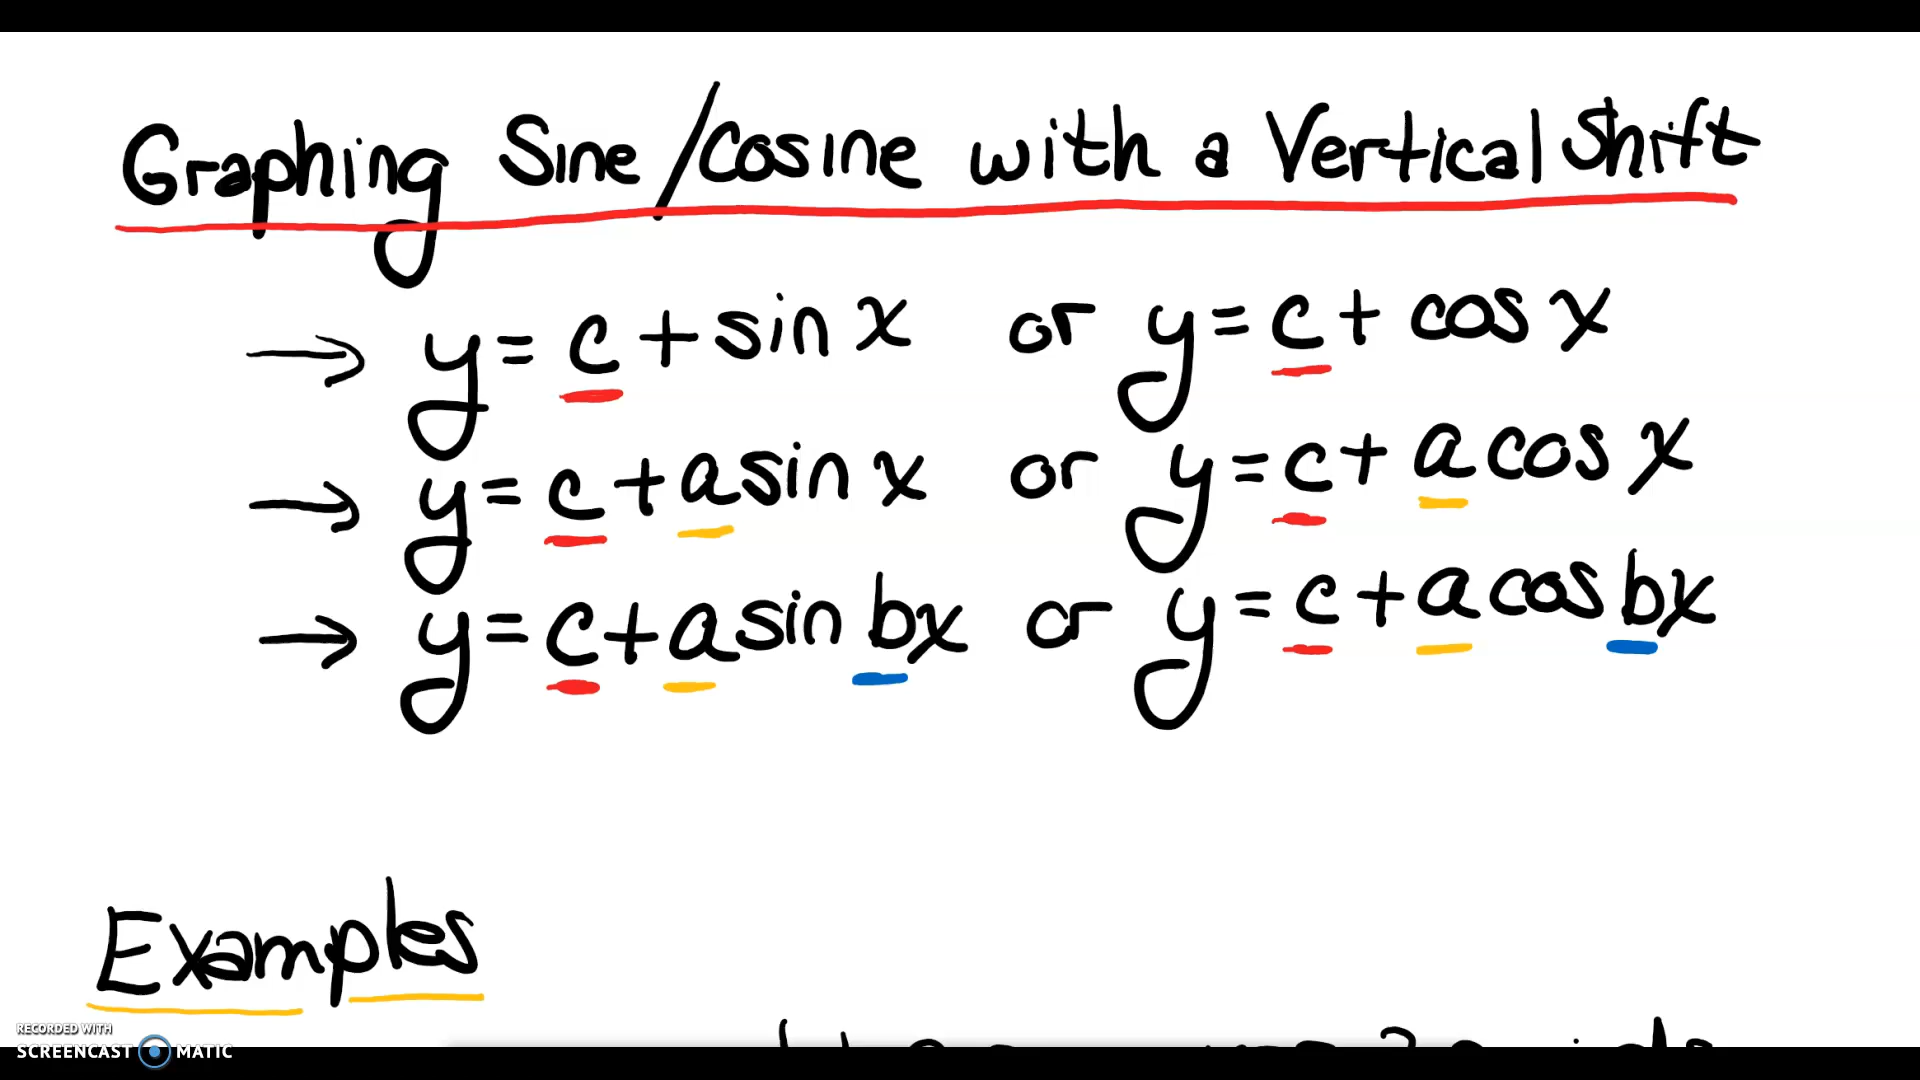 Graphing Sine/Cosine with a Vertical Shift
→ y = c + sin x or y = c + cos x
→ y = c + a sin x or y = c + a cos x
→ y = c + a sin bx or y = c + a cos bx
Examples
RECORDED WITH
SCREENCAST MATIC